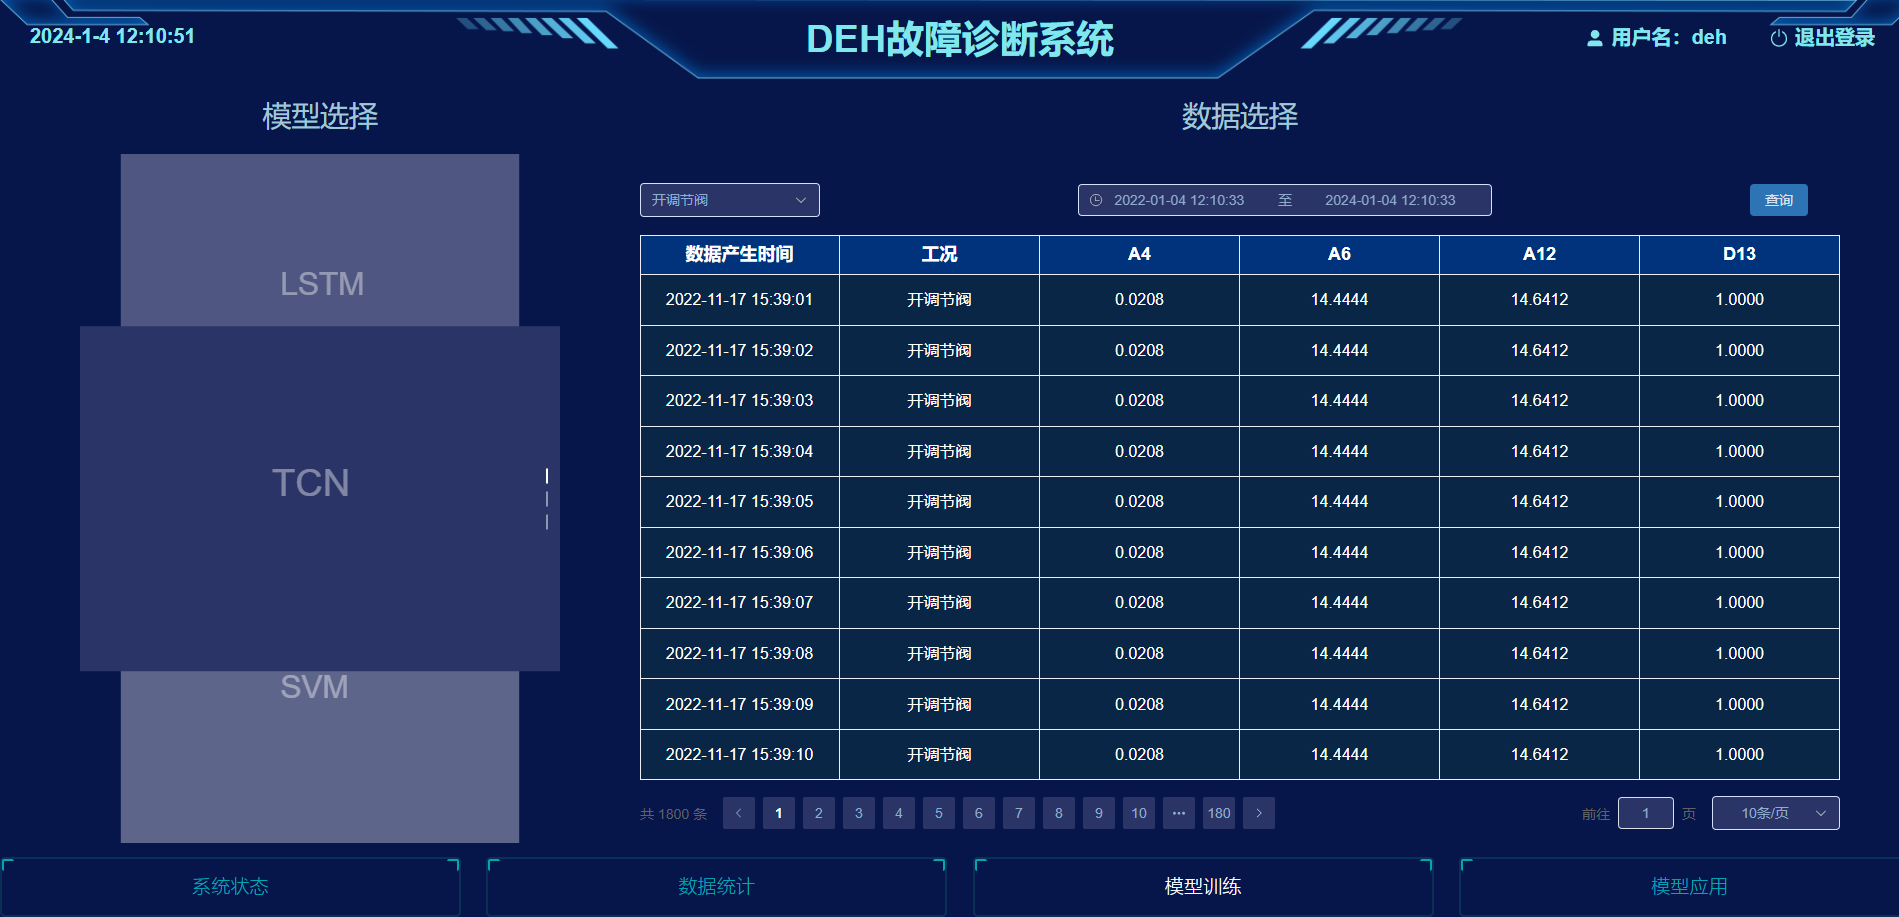 2024-1-4 12:10:51
DEH故障诊断系统
用户名：deh
退出登录
模型选择
LSTM
TCN
SVM
数据选择
开调节阀
2022-01-04 12:10:33 至 2024-01-04 12:10:33
查询
数据产生时间 工况 A4 A6 A12 D13
2022-11-17 15:39:01 开调节阀 0.0208 14.4444 14.6412 1.0000
2022-11-17 15:39:02 开调节阀 0.0208 14.4444 14.6412 1.0000
2022-11-17 15:39:03 开调节阀 0.0208 14.4444 14.6412 1.0000
2022-11-17 15:39:04 开调节阀 0.0208 14.4444 14.6412 1.0000
2022-11-17 15:39:05 开调节阀 0.0208 14.4444 14.6412 1.0000
2022-11-17 15:39:06 开调节阀 0.0208 14.4444 14.6412 1.0000
2022-11-17 15:39:07 开调节阀 0.0208 14.4444 14.6412 1.0000
2022-11-17 15:39:08 开调节阀 0.0208 14.4444 14.6412 1.0000
2022-11-17 15:39:09 开调节阀 0.0208 14.4444 14.6412 1.0000
2022-11-17 15:39:10 开调节阀 0.0208 14.4444 14.6412 1.0000
共 1800 条 1 2 3 4 5 6 7 8 9 10 ••• 180 前往 1 页 10条/页
系统状态 数据统计 模型训练 模型应用